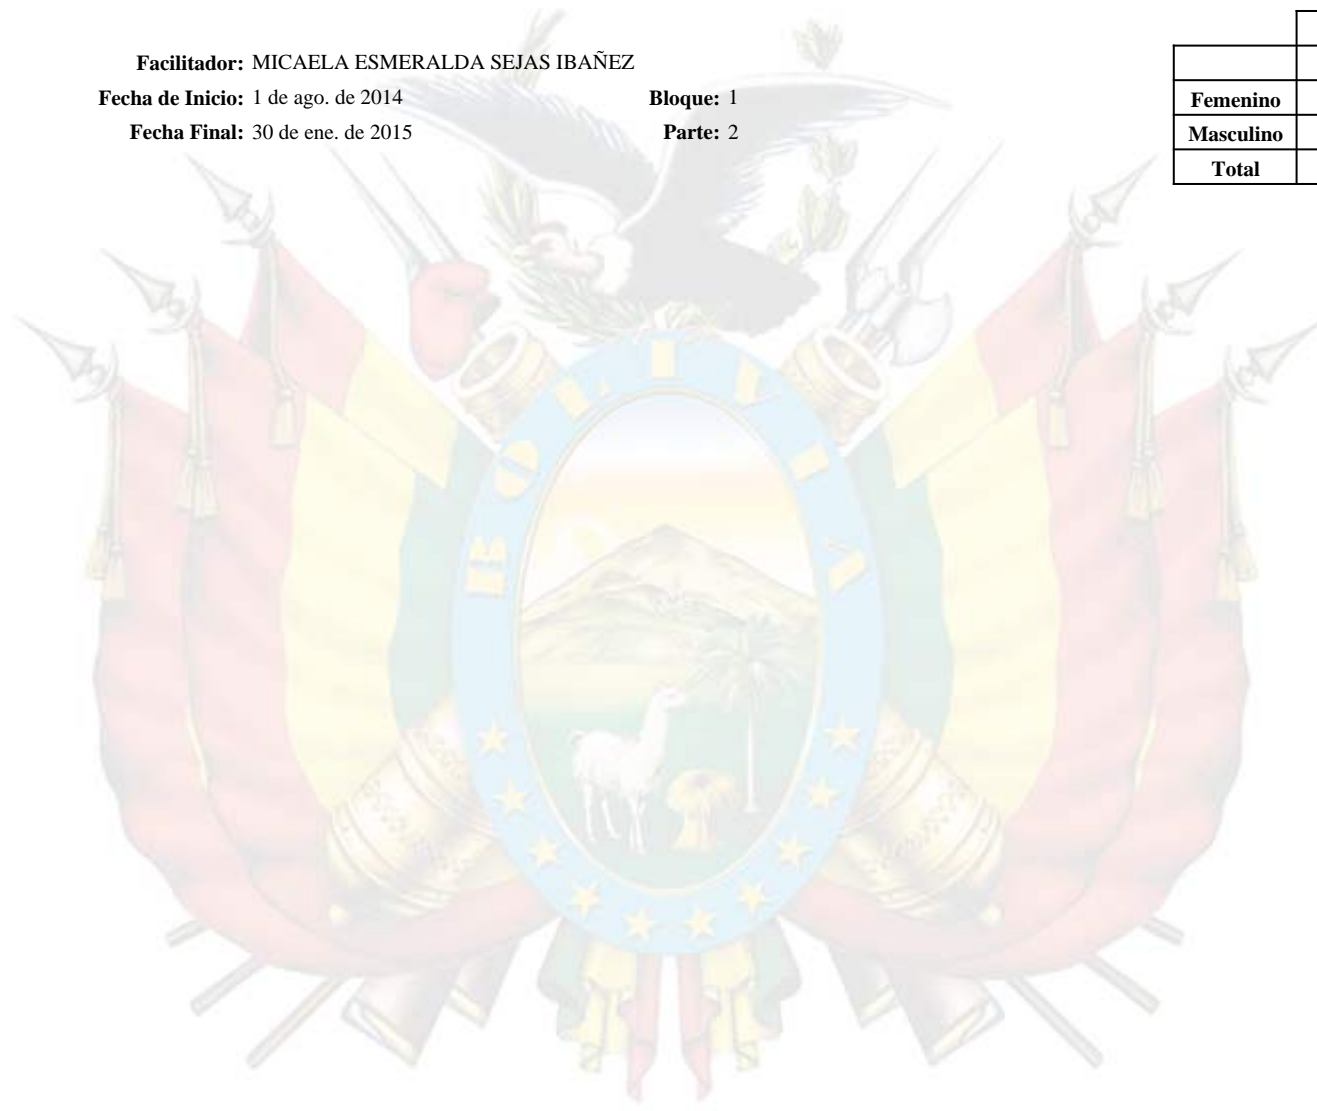 Facilitador: MICAELA ESMERALDA SEJAS IBAÑEZ
Fecha de Inicio: 1 de ago. de 2014 Bloque: 1
Fecha Final: 30 de ene. de 2015 Parte: 2
Femenino
Masculino
Total
BOLIVIA